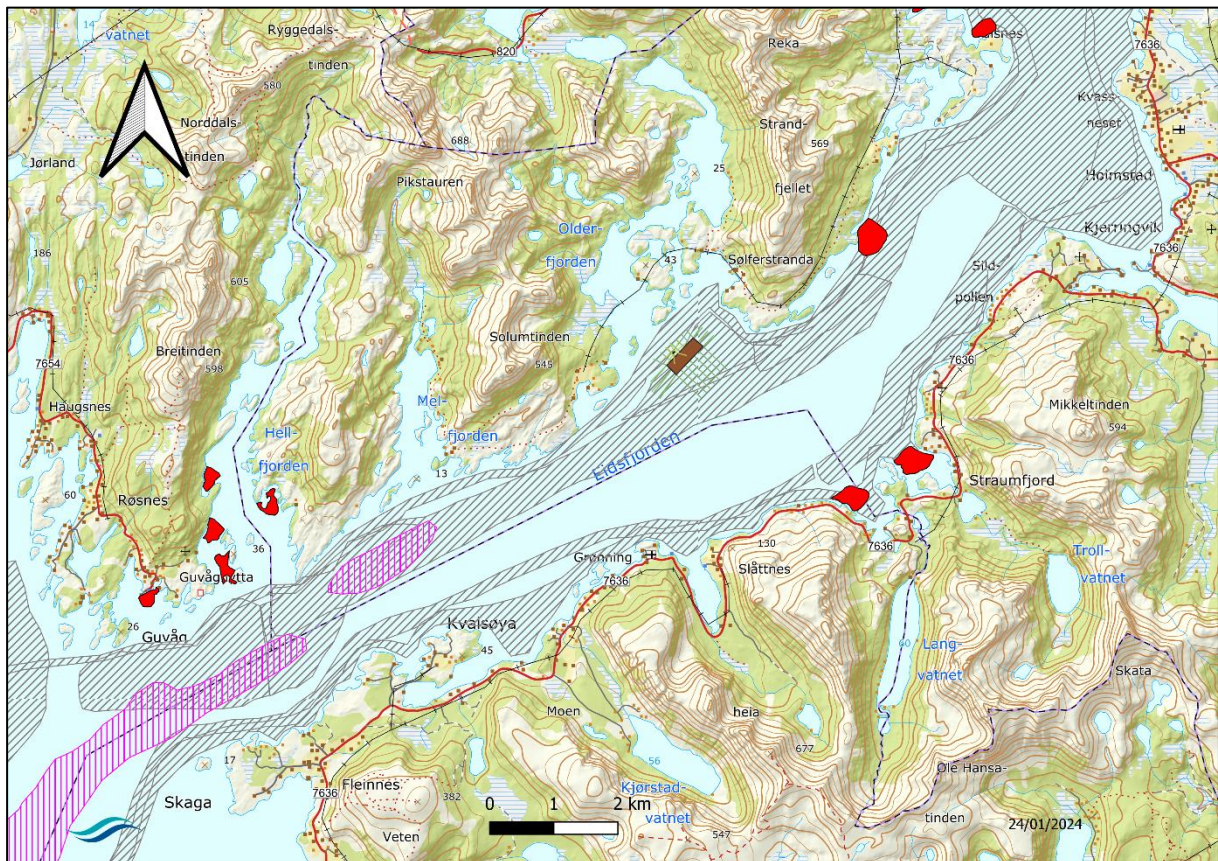 14
vatnet
Ryggedals-
tinden
580
820
Reka
7636
Kvass-
neset
Norddals-
tinden
688
Strand-
569
fjellet
Jørland
Pikstauren
25
Holmstad
186
Older-
fjorden
43
Sølferstranda
Kjerringvik
7636
Sild-
pollen
605
Solumtinden
545
Breitinden
598
7654
7636
Haugsnes
Mel-
fjorden
Mikkeltinden
594
Hell-
fjorden
Eidsfjorden
13
60
Røsnes
Straumfjord
36
130
7636
Grønning
Slåttnes
Troll-
vatnet
Guvåghytta
7636
26
Guvåg
Kvalsøya
45
60
Lang-
vatnet
Skata
Moen
heia
677
17
56
Ole Hansa-
tinden
Skaga
Fleinnes
7636
382
Kjørstad-
vatnet
547
Veten
0 1 2 km
24/01/2024